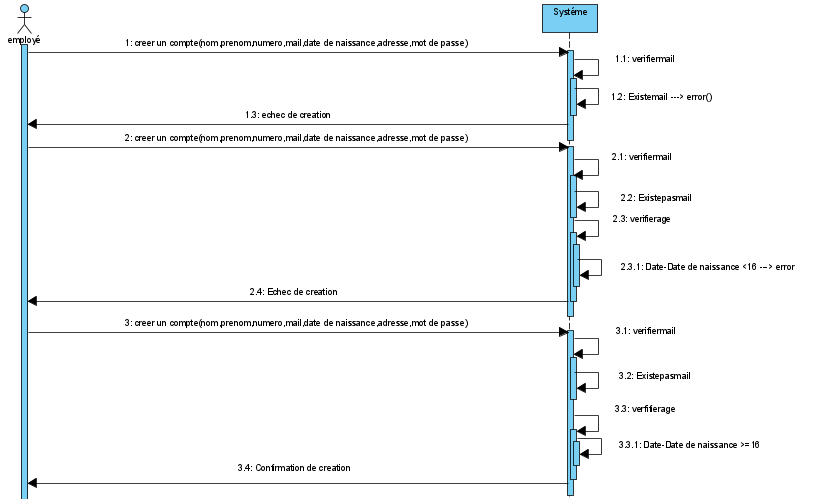 Système
employé
1: creer un compte(nom,prenom,numero,mail,date de naissance,adresse,mot de passe)
1.1: verifiermail
1.2: Existemail ---> error()
1.3: echec de creation
2: creer un compte(nom,prenom,numero,mail,date de naissance,adresse,mot de passe)
2.1: verifiermail
2.2: Existepasmail
2.3: verifierage
2.3.1: Date-Date de naissance <16 ---> error
2.4: Echec de creation
3: creer un compte(nom,prenom,numero,mail,date de naissance,adresse,mot de passe)
3.1: verifiermail
3.2: Existepasmail
3.3: verfifierage
3.3.1: Date-Date de naissance >=16
3.4: Confirmation de creation